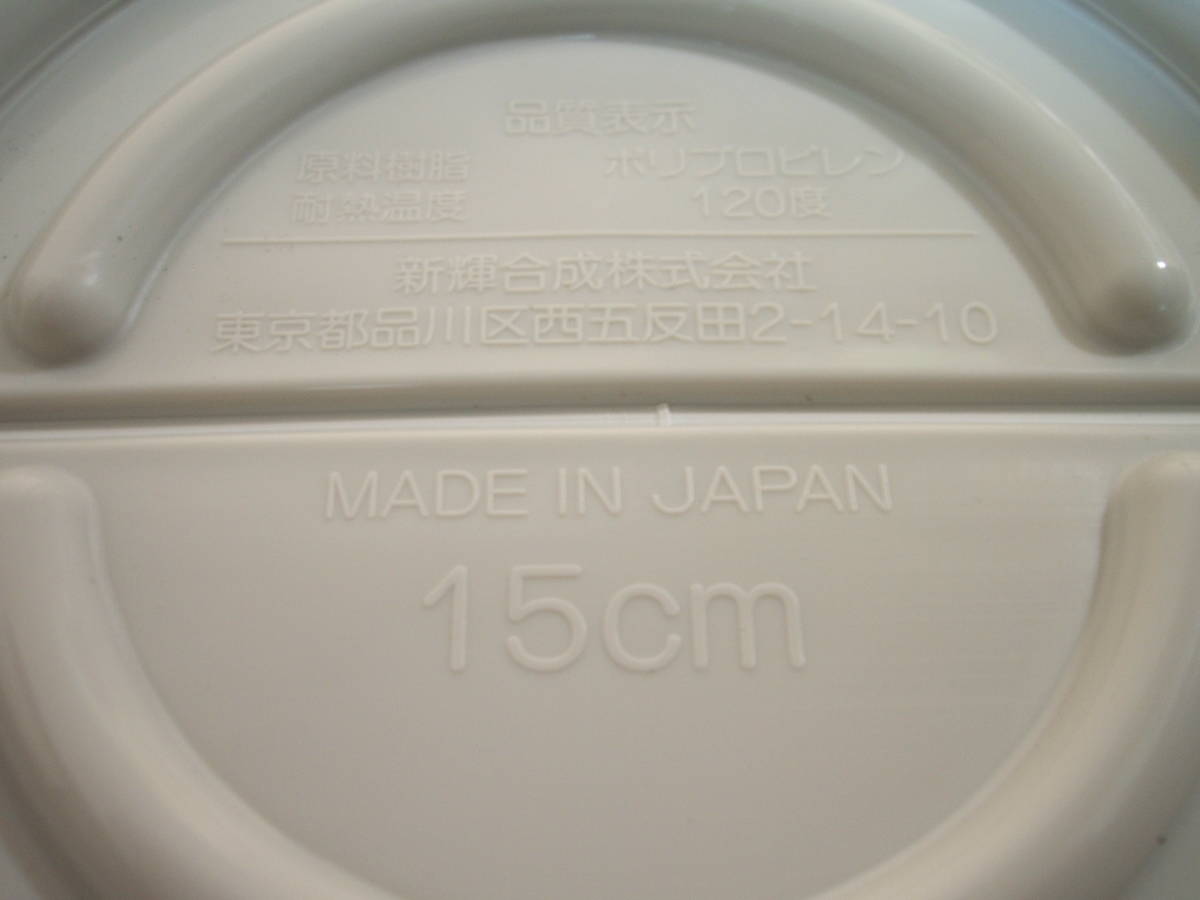 品質表示
原料樹脂 ポリプロピレン
耐熱温度 120度
新輝合成株式会社
東京都品川区西五反田2-14-10
MADE IN JAPAN
15cm